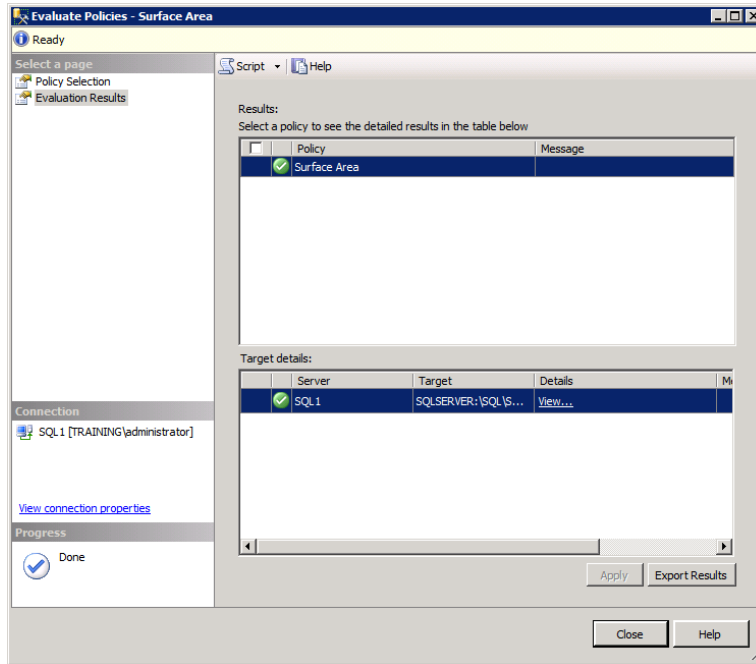 Evaluate Policies - Surface Area
Ready
Select a page
Policy Selection
Evaluation Results
Script
Help
Results:
Select a policy to see the detailed results in the table below
Policy Message
Surface Area
Target details:
Server Target Details
SQL1 SQLSERVER:\SQL\S... View...
Connection
SQL1 [TRAINING\administrator]
View connection properties
Progress
Done
Apply Export Results
Close Help